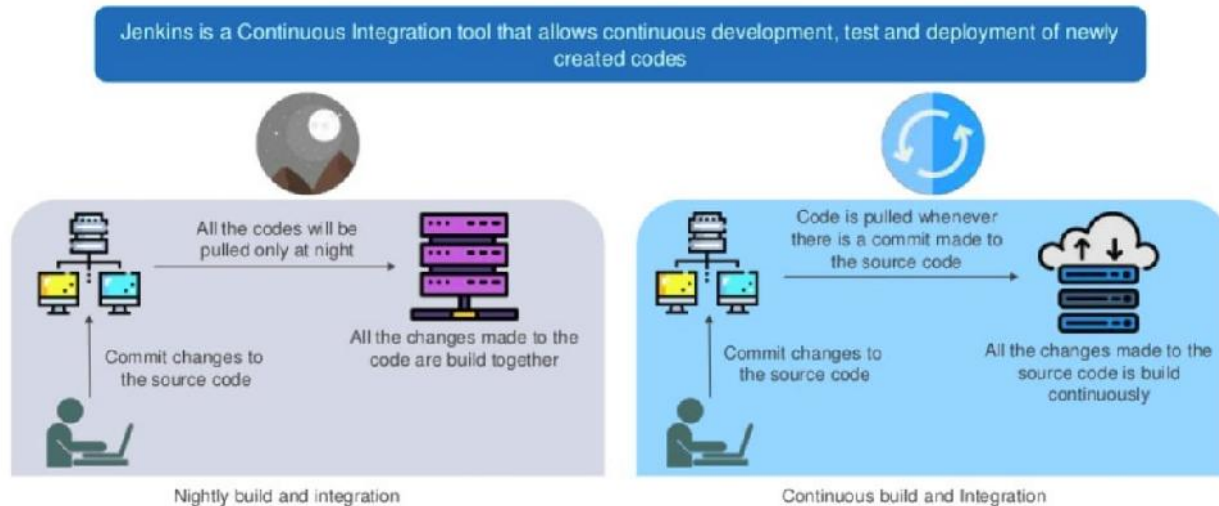 Jenkins is a Continuous Integration tool that allows continuous development, test and deployment of newly
created codes
All the codes will be
pulled only at night
All the changes made to the
code are build together
Commit changes to
the source code
Nightly build and integration
Code is pulled whenever
there is a commit made to
the source code
Commit changes to
the source code
All the changes made to the
source code is build
continuously
Continuous build and Integration